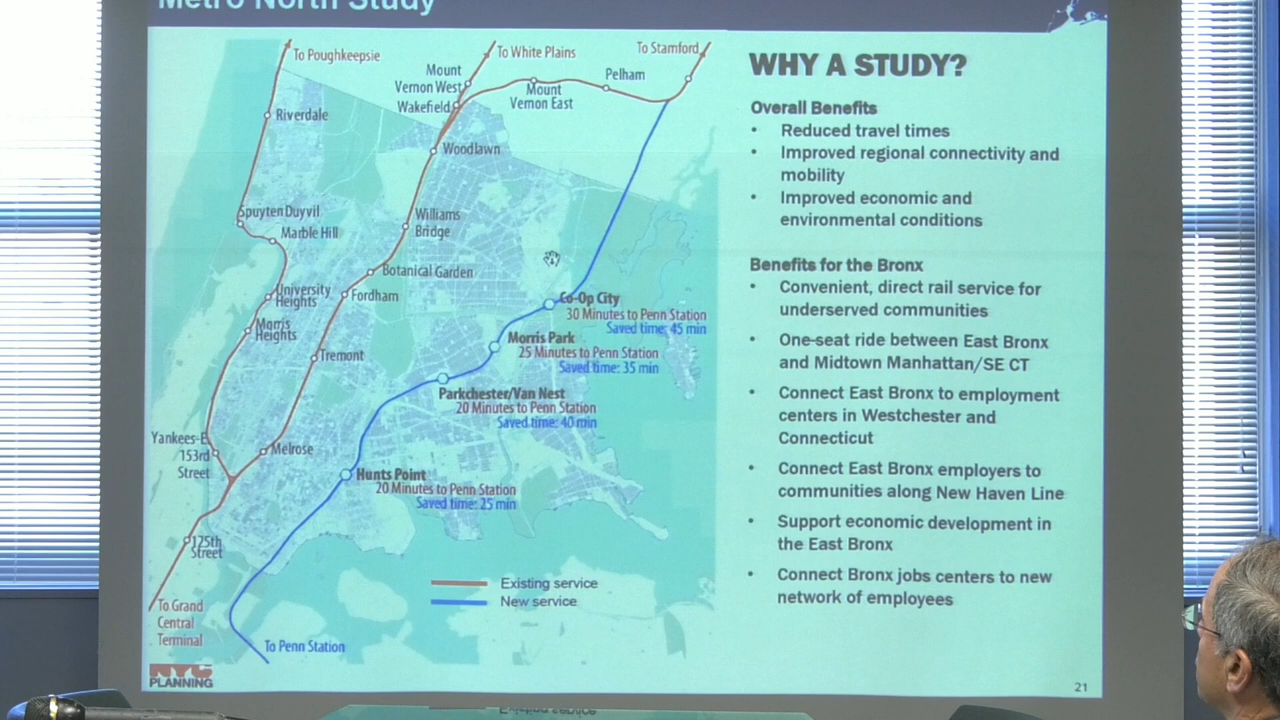 Metro North Study
To Poughkeepsie
To White Plains
To Stamford
Mount
Vernon West
Wakefield
Mount
Vernon East
Pelham
Riverdale
Woodlawn
Spuyten Duyvil
Marble Hill
Williams
Bridge
Botanical Garden
University
Heights
Fordham
Morris
Heights
Tremont
Co-Op City
30 Minutes to Penn Station
Saved time: 45 min
Morris Park
25 Minutes to Penn Station
Saved time: 35 min
Parkchester/Van Nest
20 Minutes to Penn Station
Saved time: 40 min
Yankees-E
153rd
Street
Melrose
Hunts Point
20 Minutes to Penn Station
Saved time: 25 min
125th
Street
Existing service
New service
To Grand
Central
Terminal
To Penn Station
NYC
PLANNING
WHY A STUDY?
Overall Benefits
• Reduced travel times
• Improved regional connectivity and
mobility
• Improved economic and
environmental conditions
Benefits for the Bronx
• Convenient, direct rail service for
underserved communities
• One-seat ride between East Bronx
and Midtown Manhattan/SE CT
• Connect East Bronx to employment
centers in Westchester and
Connecticut
• Connect East Bronx employers to
communities along New Haven Line
• Support economic development in
the East Bronx
• Connect Bronx jobs centers to new
network of employees
21